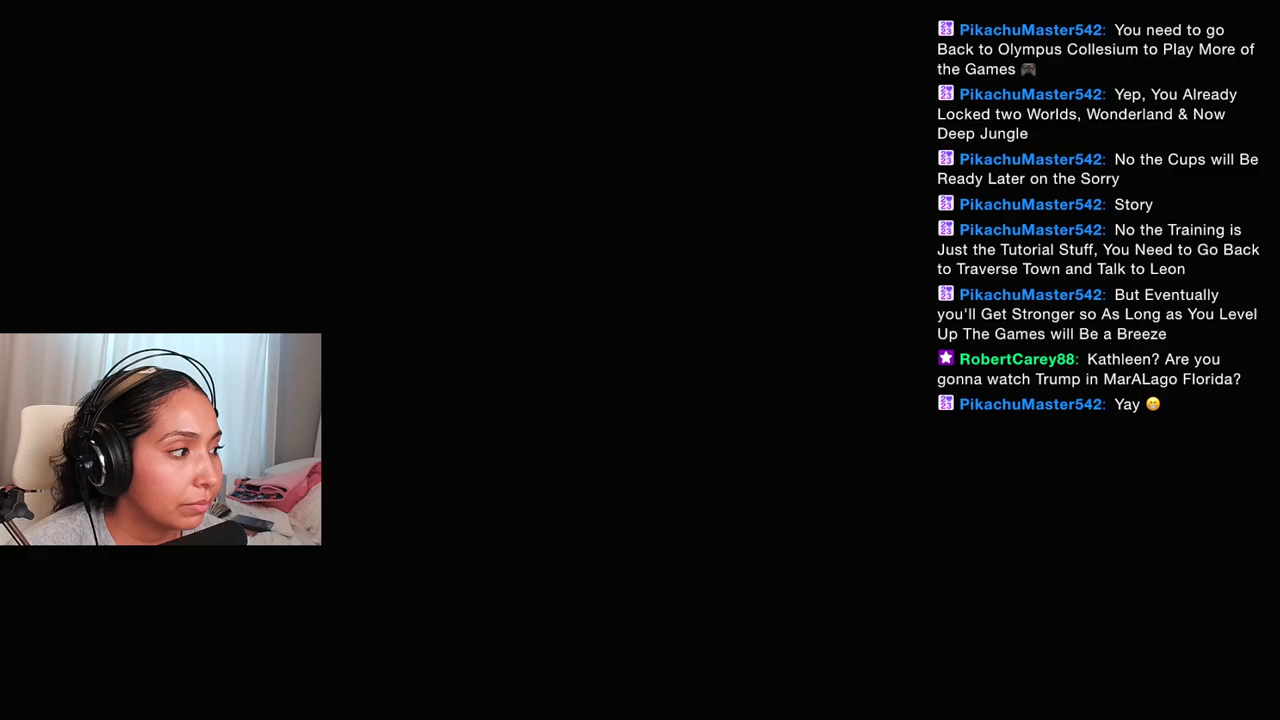 PikachuMaster542: You need to go
Back to Olympus Collesium to Play More of
the Games 🎮
PikachuMaster542: Yep, You Already
Locked two Worlds, Wonderland & Now
Deep Jungle
PikachuMaster542: No the Cups will Be
Ready Later on the Sorry
PikachuMaster542: Story
PikachuMaster542: No the Training is
Just the Tutorial Stuff, You Need to Go Back
to Traverse Town and Talk to Leon
PikachuMaster542: But Eventually
you'll Get Stronger so As Long as You Level
Up The Games will Be a Breeze
RobertCarey88: Kathleen? Are you
gonna watch Trump in MarALago Florida?
PikachuMaster542: Yay 😁